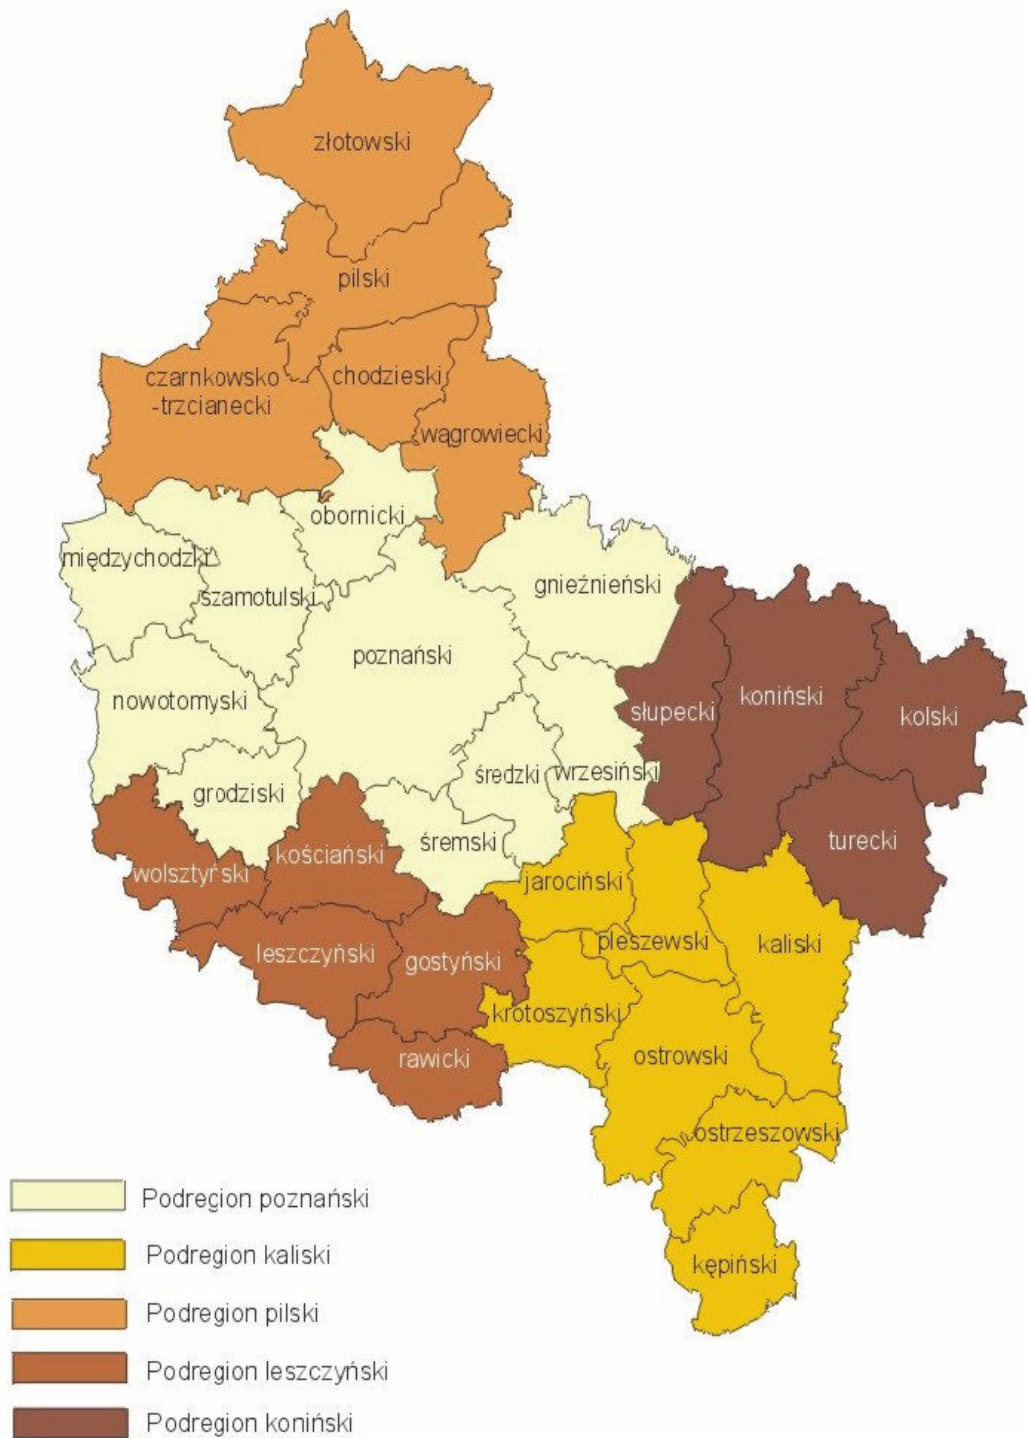 złotowski
pilski
czarnkowsko
-trzcianecki
chodzieski
wągrowiecki
obornicki
międzychodzki
szamotulski
gnieźnieński
poznański
nowotomyski
słupecki
koniński
kolski
grodziski
średzki
wrzesiński
śremski
turecki
wolsztyński
kościański
jarociński
leszczyński
gostyński
pleszewski
kaliski
krotoszyński
rawicki
ostrowski
ostrzeszowski
kępiński
Podregion poznański
Podregion kaliski
Podregion pilski
Podregion leszczyński
Podregion koniński